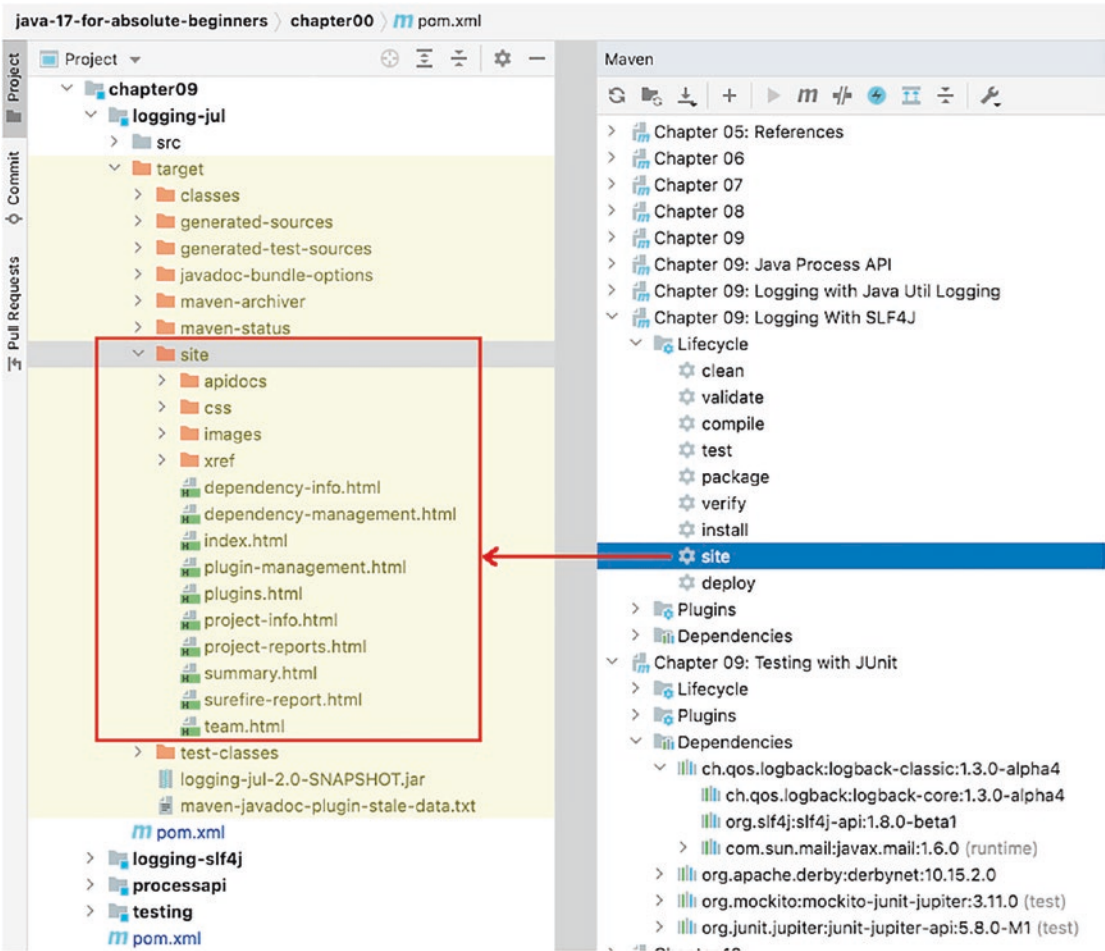 java-17-for-absolute-beginners chapter00 m pom.xml
Project
Commit
Pull Requests
Project
chapter09
logging-jul
src
target
classes
generated-sources
generated-test-sources
javadoc-bundle-options
maven-archiver
maven-status
site
apidocs
css
images
xref
dependency-info.html
dependency-management.html
index.html
plugin-management.html
plugins.html
project-info.html
project-reports.html
summary.html
surefire-report.html
team.html
test-classes
logging-jul-2.0-SNAPSHOT.jar
maven-javadoc-plugin-stale-data.txt
m pom.xml
logging-slf4j
processapi
testing
m pom.xml
Maven
m
Chapter 05: References
Chapter 06
Chapter 07
Chapter 08
Chapter 09
Chapter 09: Java Process API
Chapter 09: Logging with Java Util Logging
Chapter 09: Logging With SLF4J
Lifecycle
clean
validate
compile
test
package
verify
install
site
deploy
Plugins
Dependencies
Chapter 09: Testing with JUnit
Lifecycle
Plugins
Dependencies
ch.qos.logback:logback-classic:1.3.0-alpha4
ch.qos.logback:logback-core:1.3.0-alpha4
org.slf4j:slf4j-api:1.8.0-beta1
com.sun.mail:javax.mail:1.6.0 (runtime)
org.apache.derby:derbynet:10.15.2.0
org.mockito:mockito-junit-jupiter:3.11.0 (test)
org.junit.jupiter:junit-jupiter-api:5.8.0-M1 (test)